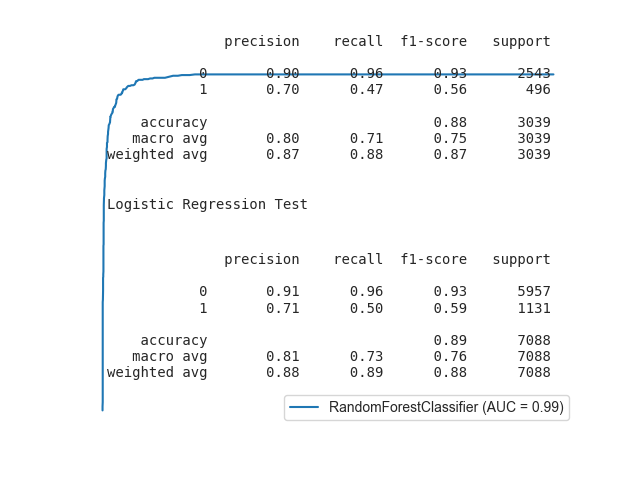 precision recall f1-score support
0 0.90 0.96 0.93 2543
1 0.70 0.47 0.56 496
accuracy 0.88 3039
macro avg 0.80 0.71 0.75 3039
weighted avg 0.87 0.88 0.87 3039
Logistic Regression Test
precision recall f1-score support
0 0.91 0.96 0.93 5957
1 0.71 0.50 0.59 1131
accuracy 0.89 7088
macro avg 0.81 0.73 0.76 7088
weighted avg 0.88 0.89 0.88 7088
RandomForestClassifier (AUC = 0.99)